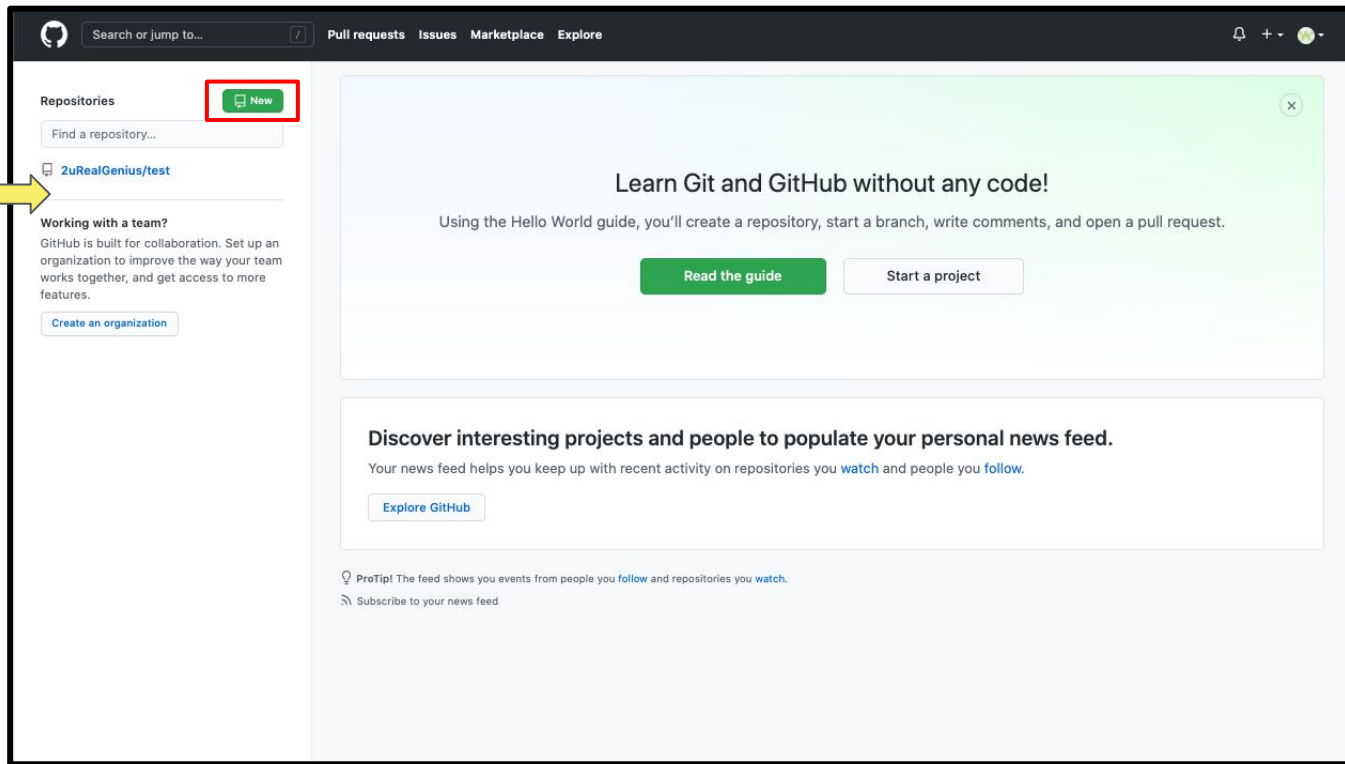 Search or jump to... /
Pull requests Issues Marketplace Explore
Repositories
New
Find a repository...
2uRealGenius/test
Working with a team?
GitHub is built for collaboration. Set up an
organization to improve the way your team
works together, and get access to more
features.
Create an organization
Learn Git and GitHub without any code!
Using the Hello World guide, you’ll create a repository, start a branch, write comments, and open a pull request.
Read the guide
Start a project
Discover interesting projects and people to populate your personal news feed.
Your news feed helps you keep up with recent activity on repositories you watch and people you follow.
Explore GitHub
ProTip! The feed shows you events from people you follow and repositories you watch.
Subscribe to your news feed